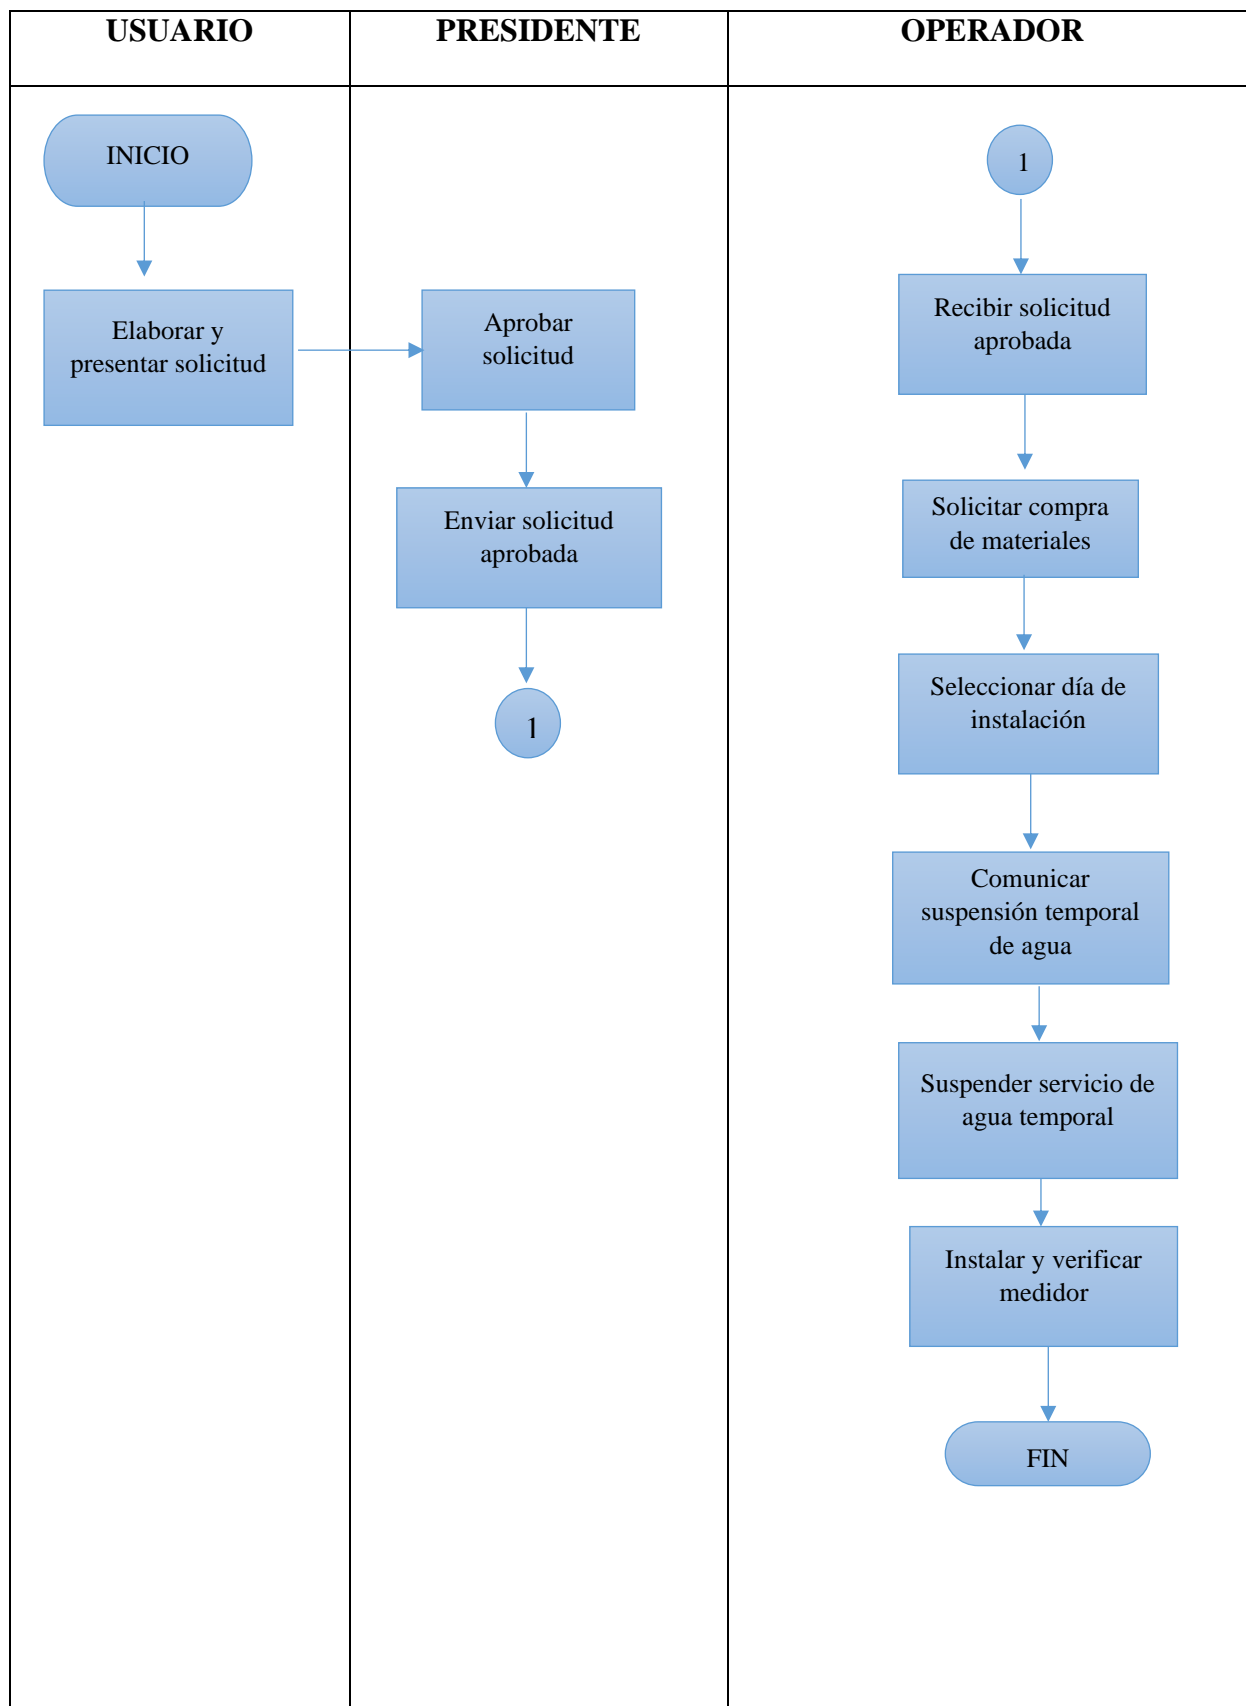 USUARIO
PRESIDENTE
OPERADOR
INICIO
Elaborar y
presentar solicitud
Aprobar
solicitud
Enviar solicitud
aprobada
1
1
Recibir solicitud
aprobada
Solicitar compra
de materiales
Seleccionar día de
instalación
Comunicar
suspensión temporal
de agua
Suspender servicio de
agua temporal
Instalar y verificar
medidor
FIN